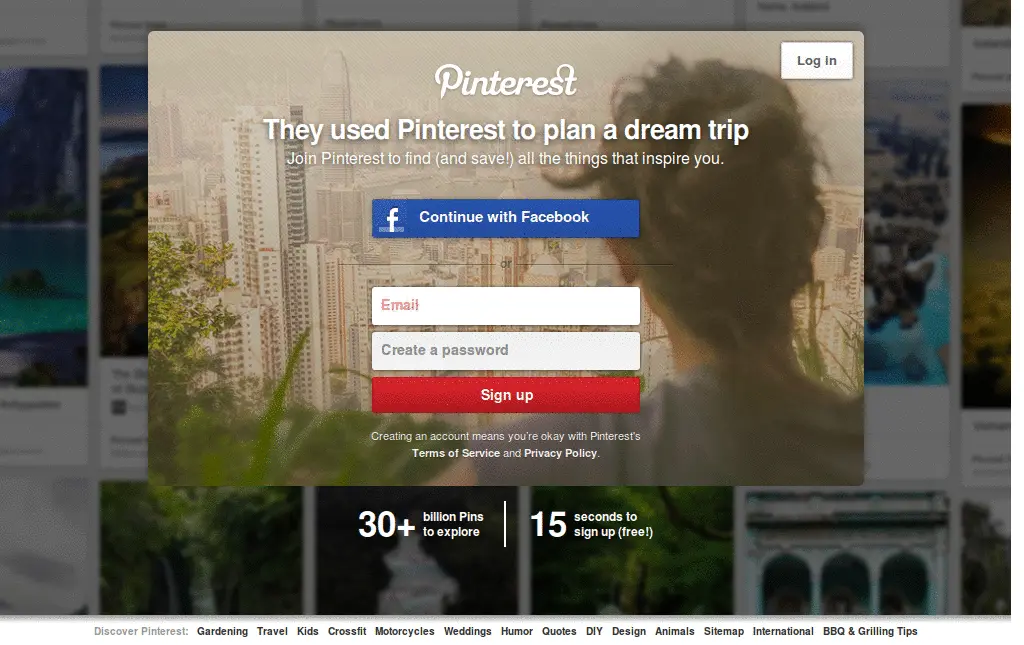 Log in
Pinterest
They used Pinterest to plan a dream trip
Join Pinterest to find (and save!) all the things that inspire you.
f Continue with Facebook
or
Email
Create a password
Sign up
Creating an account means you're okay with Pinterest's
Terms of Service and Privacy Policy.
30+ billion Pins to explore
15 seconds to sign up (free!)
Discover Pinterest: Gardening Travel Kids Crossfit Motorcycles Weddings Humor Quotes DIY Design Animals Sitemap International BBQ & Grilling Tips